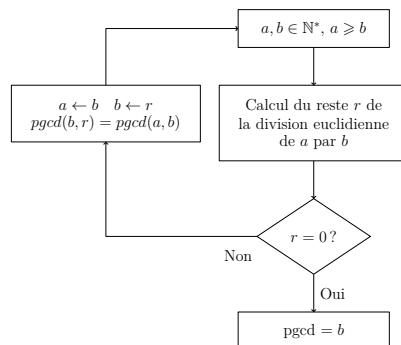 a, b ∈ ℕ*, a ⩾ b
a ← b b ← r
pgcd(b, r) = pgcd(a, b)
Calcul du reste r de
la division euclidienne
de a par b
r = 0 ?
Non
Oui
pgcd = b